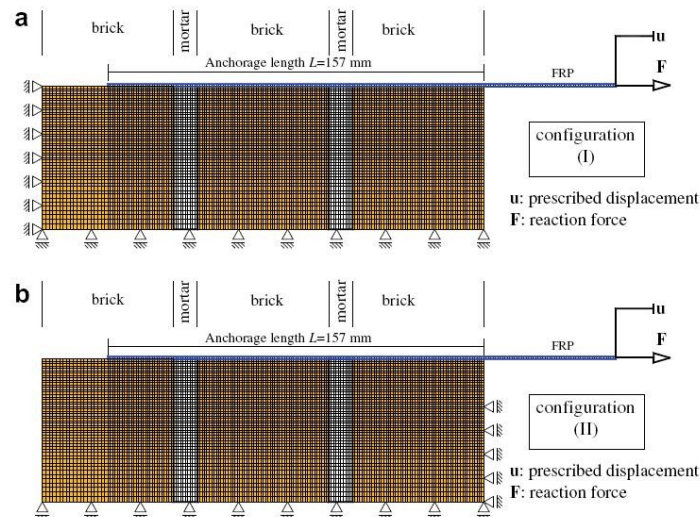 a
brick mortar brick mortar brick
Anchorage length L=157 mm
FRP
u
F
configuration
(I)
u: prescribed displacement
F: reaction force
b
brick mortar brick mortar brick
Anchorage length L=157 mm
FRP
u
F
configuration
(II)
u: prescribed displacement
F: reaction force